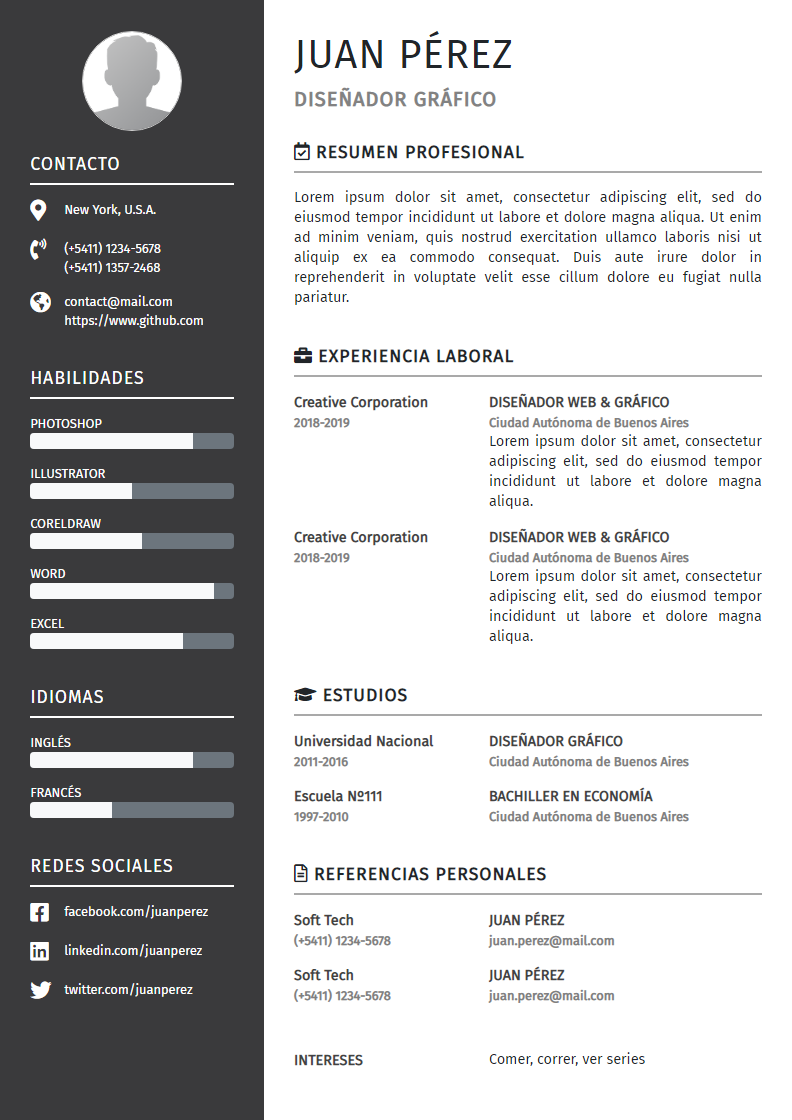 CONTACTO
New York, U.S.A.
(+5411) 1234-5678
(+5411) 1357-2468
contact@mail.com
https://www.github.com
HABILIDADES
PHOTOSHOP
ILLUSTRATOR
CORELDRAW
WORD
EXCEL
IDIOMAS
INGLÉS
FRANCÉS
REDES SOCIALES
facebook.com/juanperez
linkedin.com/juanperez
twitter.com/juanperez
JUAN PÉREZ
DISEÑADOR GRÁFICO
RESUMEN PROFESIONAL
Lorem ipsum dolor sit amet, consectetur adipiscing elit, sed do
eiusmod tempor incididunt ut labore et dolore magna aliqua. Ut enim
ad minim veniam, quis nostrud exercitation ullamco laboris nisi ut
aliquip ex ea commodo consequat. Duis aute irure dolor in
reprehenderit in voluptate velit esse cillum dolore eu fugiat nulla
pariatur.
EXPERIENCIA LABORAL
Creative Corporation
2018-2019
DISEÑADOR WEB & GRÁFICO
Ciudad Autónoma de Buenos Aires
Lorem ipsum dolor sit amet, consectetur
adipiscing elit, sed do eiusmod tempor
incididunt ut labore et dolore magna
aliqua.
Creative Corporation
2018-2019
DISEÑADOR WEB & GRÁFICO
Ciudad Autónoma de Buenos Aires
Lorem ipsum dolor sit amet, consectetur
adipiscing elit, sed do eiusmod tempor
incididunt ut labore et dolore magna
aliqua.
ESTUDIOS
Universidad Nacional
2011-2016
DISEÑADOR GRÁFICO
Ciudad Autónoma de Buenos Aires
Escuela Nº111
1997-2010
BACHILLER EN ECONOMÍA
Ciudad Autónoma de Buenos Aires
REFERENCIAS PERSONALES
Soft Tech
(+5411) 1234-5678
JUAN PÉREZ
juan.perez@mail.com
Soft Tech
(+5411) 1234-5678
JUAN PÉREZ
juan.perez@mail.com
INTERESES
Comer, correr, ver series